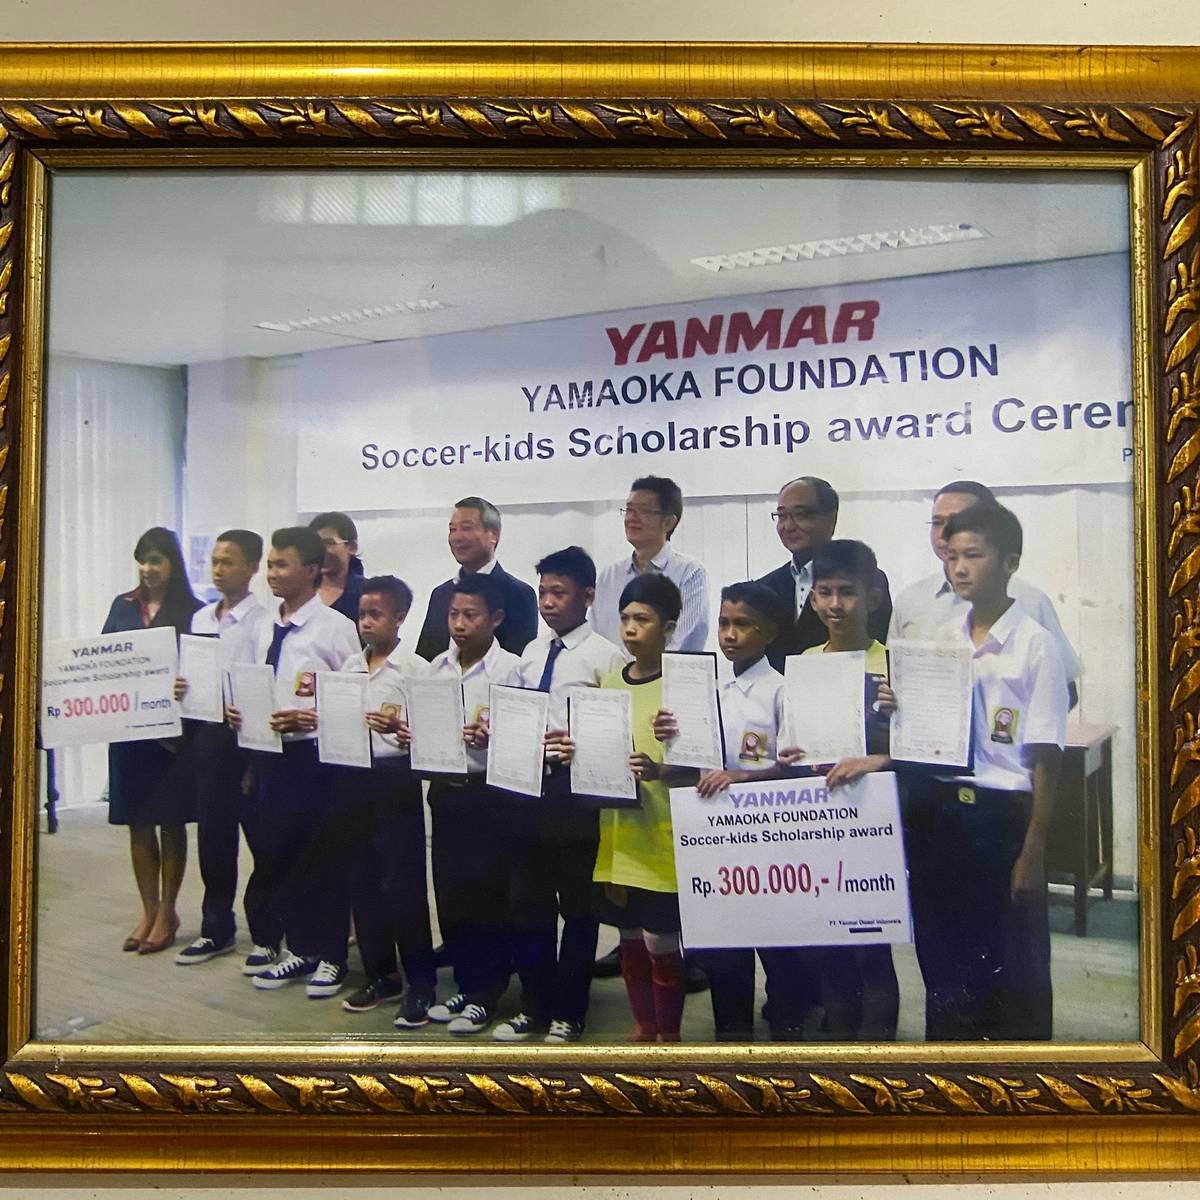 YANMAR
YAMAOKA FOUNDATION
Soccer-kids Scholarship award Cerem
P
YANMAR
YAMAOKA FOUNDATION
Soccer-kids Scholarship award
Rp 300.000 /month
YANMAR
YAMAOKA FOUNDATION
Soccer-kids Scholarship award
Rp. 300.000,- /month
PT. Yanmar Diesel Indonesia